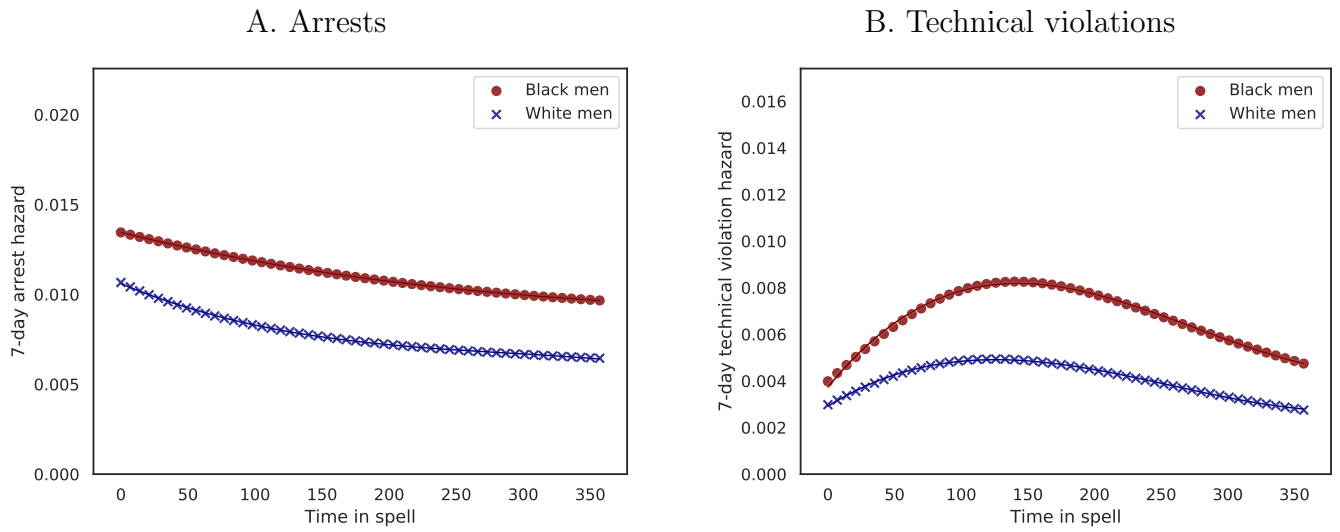 A. Arrests
7-day arrest hazard
0.020
0.015
0.010
0.005
0.000
Black men
White men
0 50 100 150 200 250 300 350
Time in spell
B. Technical violations
7-day technical violation hazard
0.016
0.014
0.012
0.010
0.008
0.006
0.004
0.002
0.000
Black men
White men
0 50 100 150 200 250 300 350
Time in spell